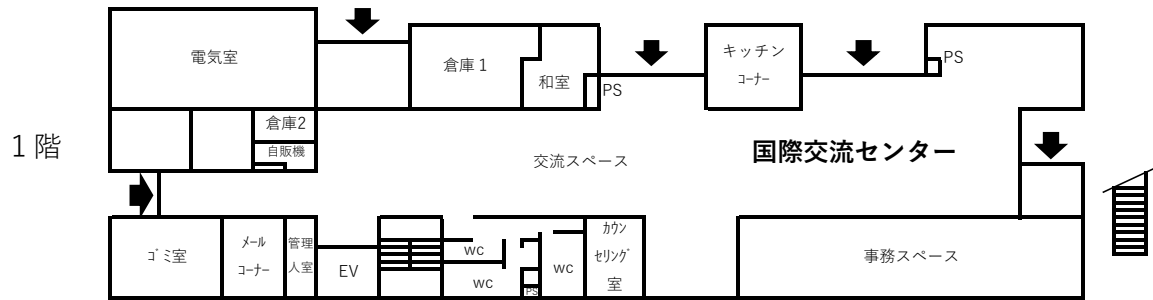 電気室
倉庫1
和室
PS
キッチン
コーナー
PS
倉庫2
自販機
1階
交流スペース
国際交流センター
ゴミ室
メール
コーナー
管理
人室
EV
wc
wc
PS
wc
カウン
セリング
室
事務スペース